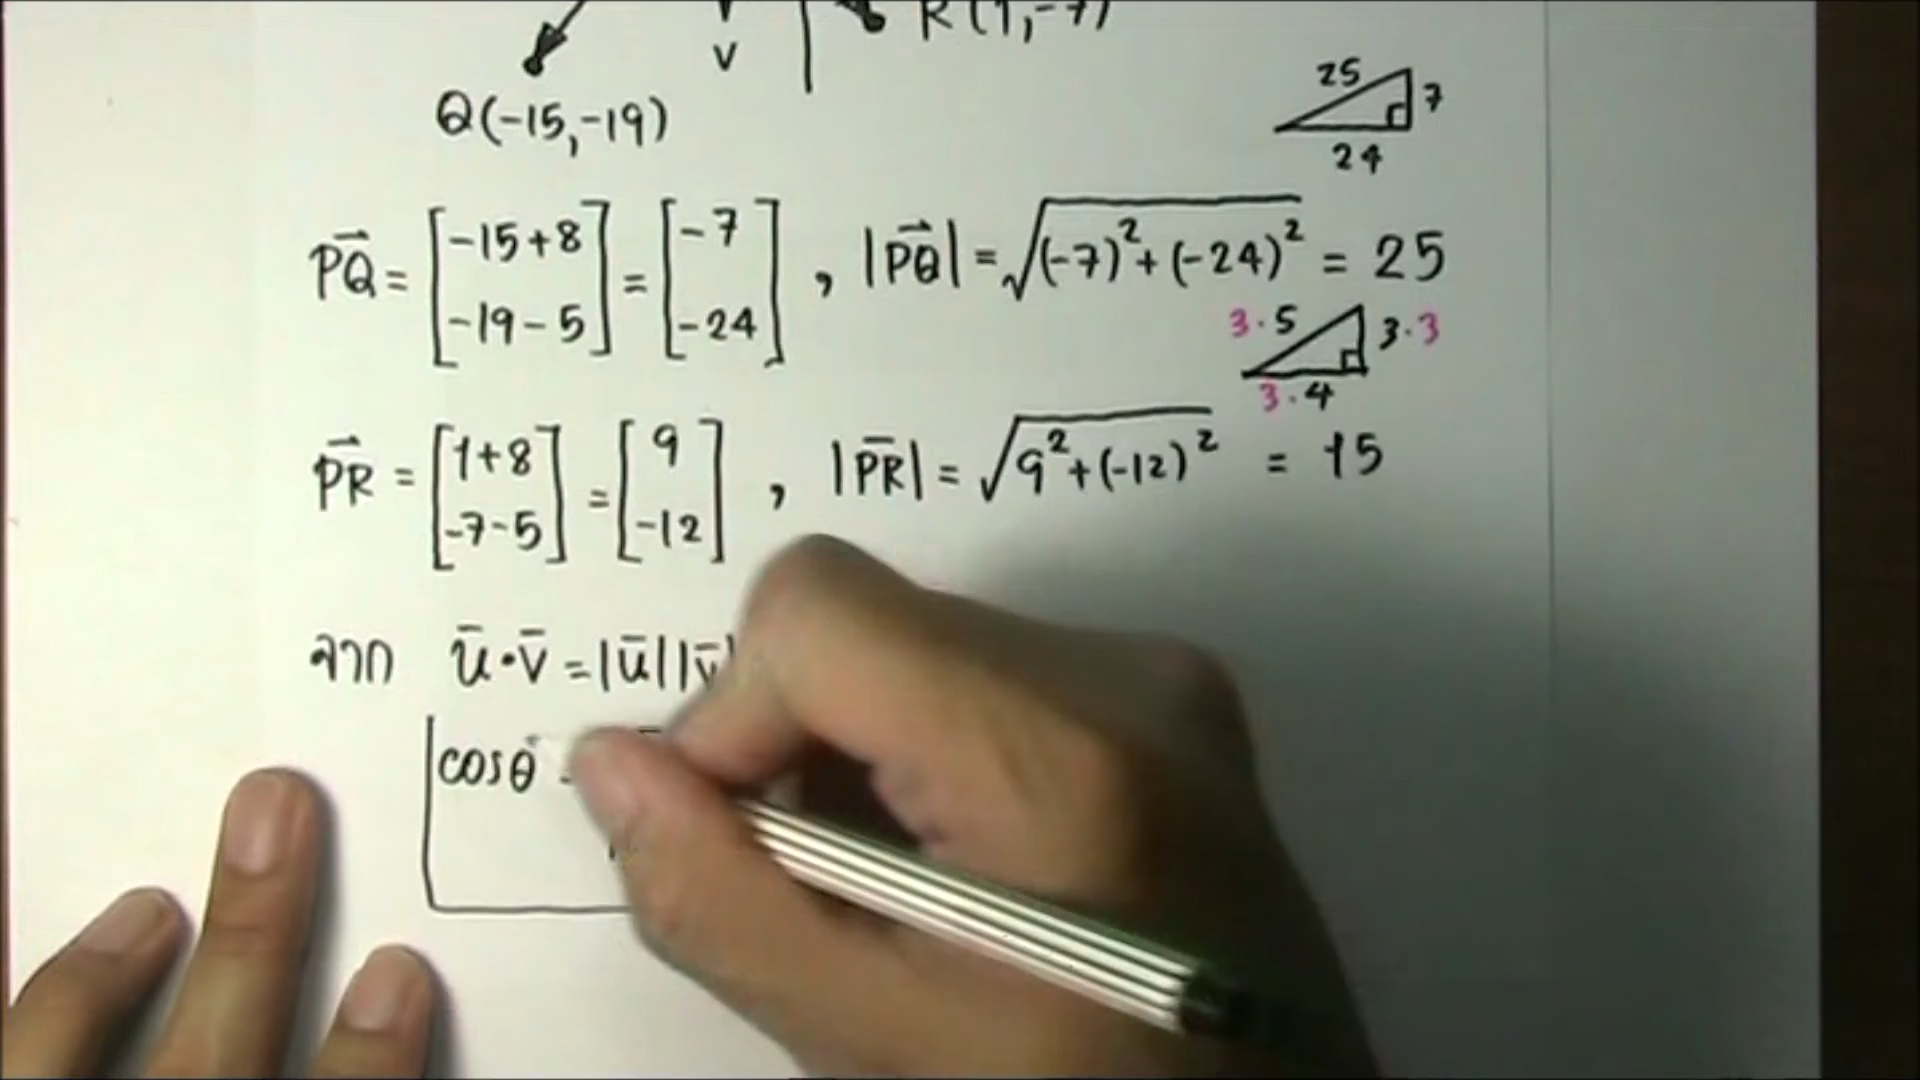 R(1,-7)
V
Q(-15,-19)
25
7
24
PQ⃗ = [-15+8 -19-5] = [-7 -24] , |PQ⃗| = √((-7)²+(-24)²) = 25
3·5
3·3
3·4
PR⃗ = [1+8 -7-5] = [9 -12] , |PR̄| = √(9²+(-12)²) = 15
จาก ū·v̄ = |ū||v̄|
cosθ